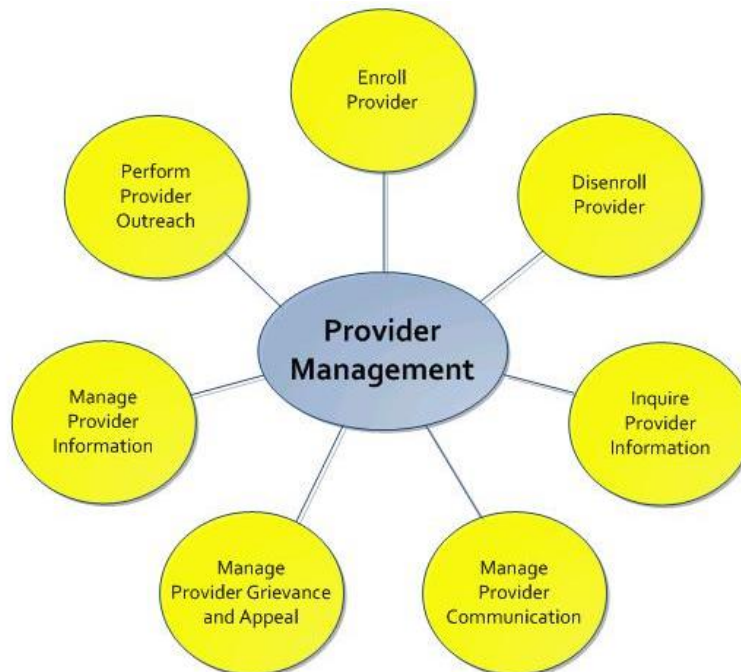 Enroll
Provider
Disenroll
Provider
Inquire
Provider
Information
Manage
Provider
Communication
Manage
Provider Grievance
and Appeal
Manage
Provider
Information
Perform
Provider
Outreach
Provider
Management